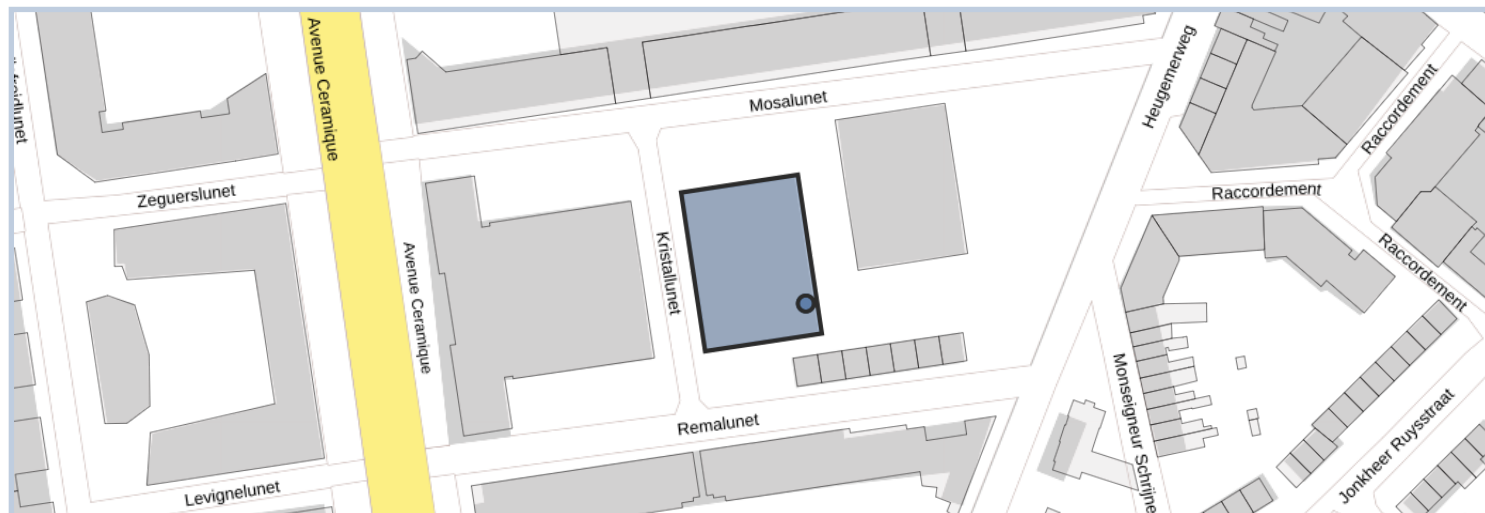 Avenue Ceramique
Heugemerweg
Mosalunet
Raccordement
Zeguerslunet
Raccordement
Kristallunet
Avenue Ceramique
Raccordement
Monseigneur Schrijne
Remalunet
Jonkheer Ruysstraat
Levignelunet